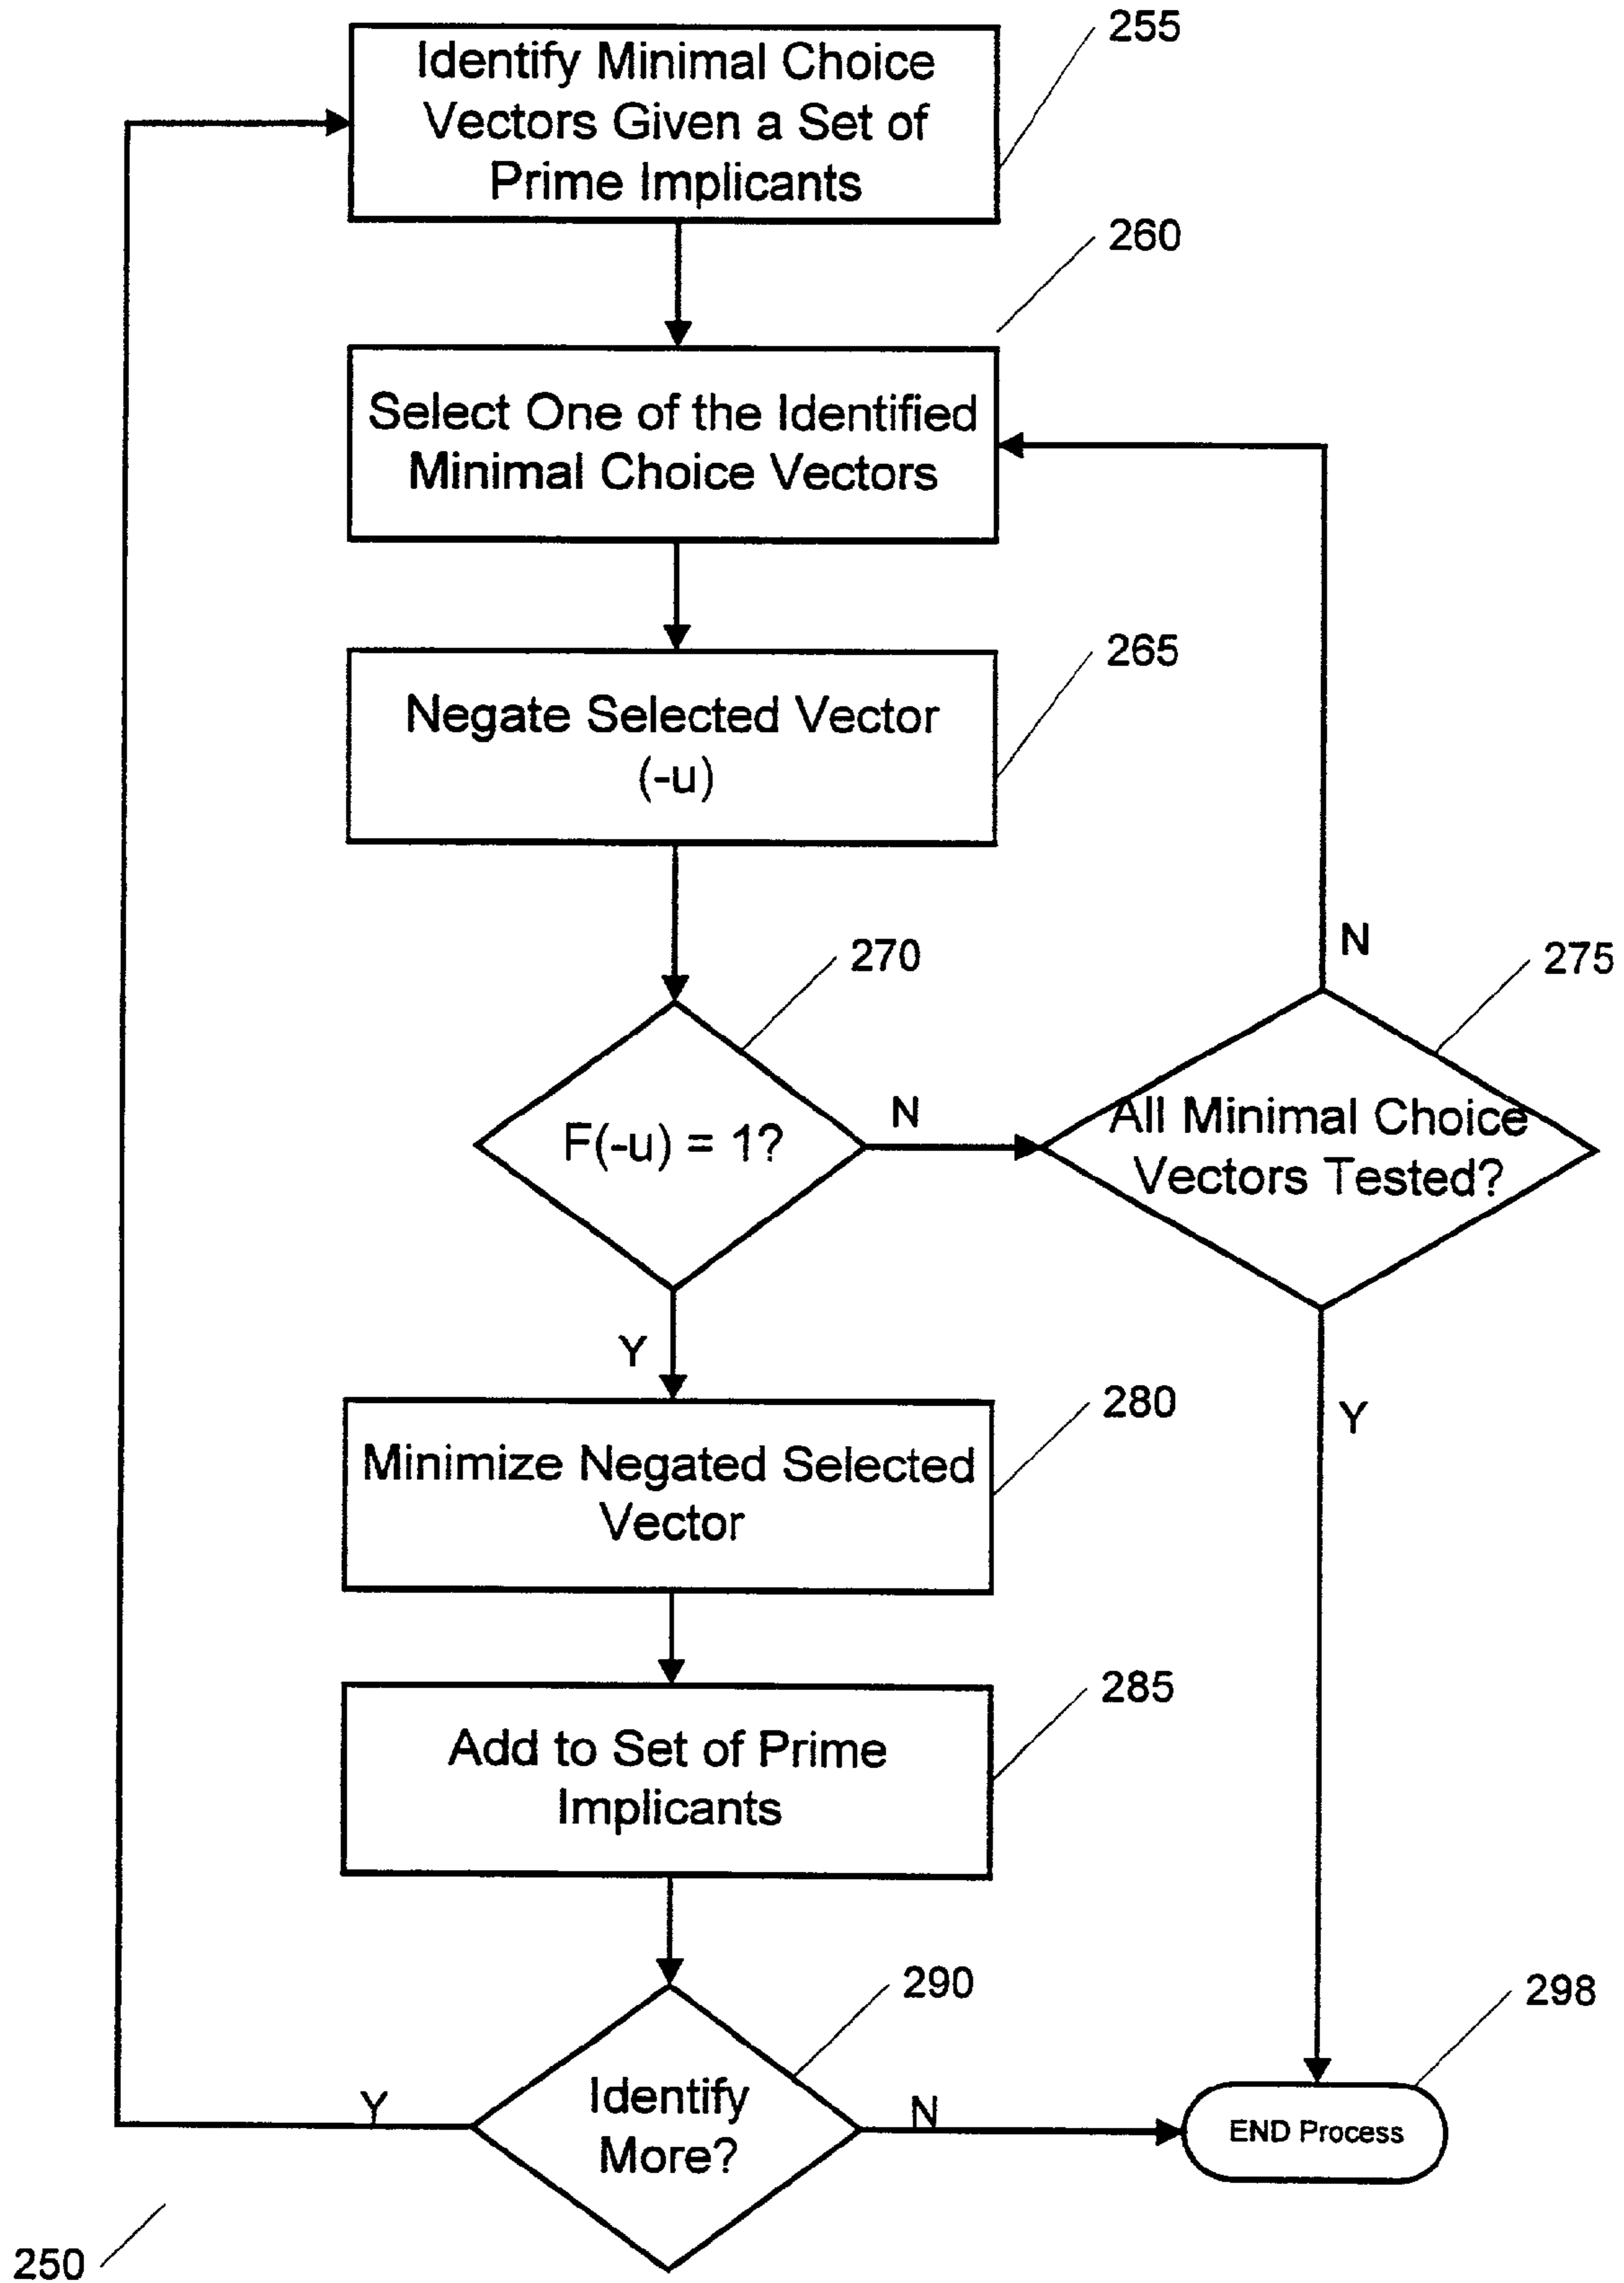 255
Identify Minimal Choice
Vectors Given a Set of
Prime Implicants
260
Select One of the Identified
Minimal Choice Vectors
265
Negate Selected Vector
(-u)
270
F(-u) = 1?
N
275
N
All Minimal Choice
Vectors Tested?
Y
Y
280
Minimize Negated Selected
Vector
285
Add to Set of Prime
Implicants
290
Identify
More?
Y
N
298
END Process
250